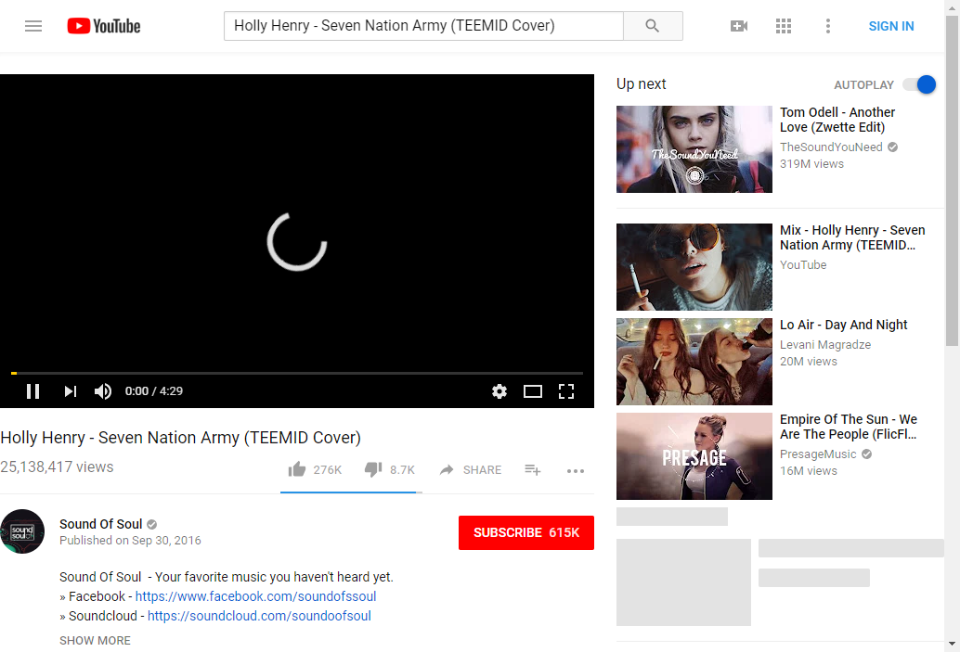 YouTube
Holly Henry - Seven Nation Army (TEEMID Cover)
SIGN IN
0:00 / 4:29
Holly Henry - Seven Nation Army (TEEMID Cover)
25,138,417 views
276K
8.7K
SHARE
Sound Of Soul
Published on Sep 30, 2016
SUBSCRIBE 615K
sound
soul
Sound Of Soul - Your favorite music you haven't heard yet.
» Facebook - https://www.facebook.com/soundofssoul
» Soundcloud - https://soundcloud.com/soundoofsoul
SHOW MORE
Up next
AUTOPLAY
TheSoundYouNeed
Tom Odell - Another
Love (Zwette Edit)
TheSoundYouNeed
319M views
Mix - Holly Henry - Seven
Nation Army (TEEMID…
YouTube
Lo Air - Day And Night
Levani Magradze
20M views
PRESAGE
Empire Of The Sun - We
Are The People (FlicFl…
PresageMusic
16M views